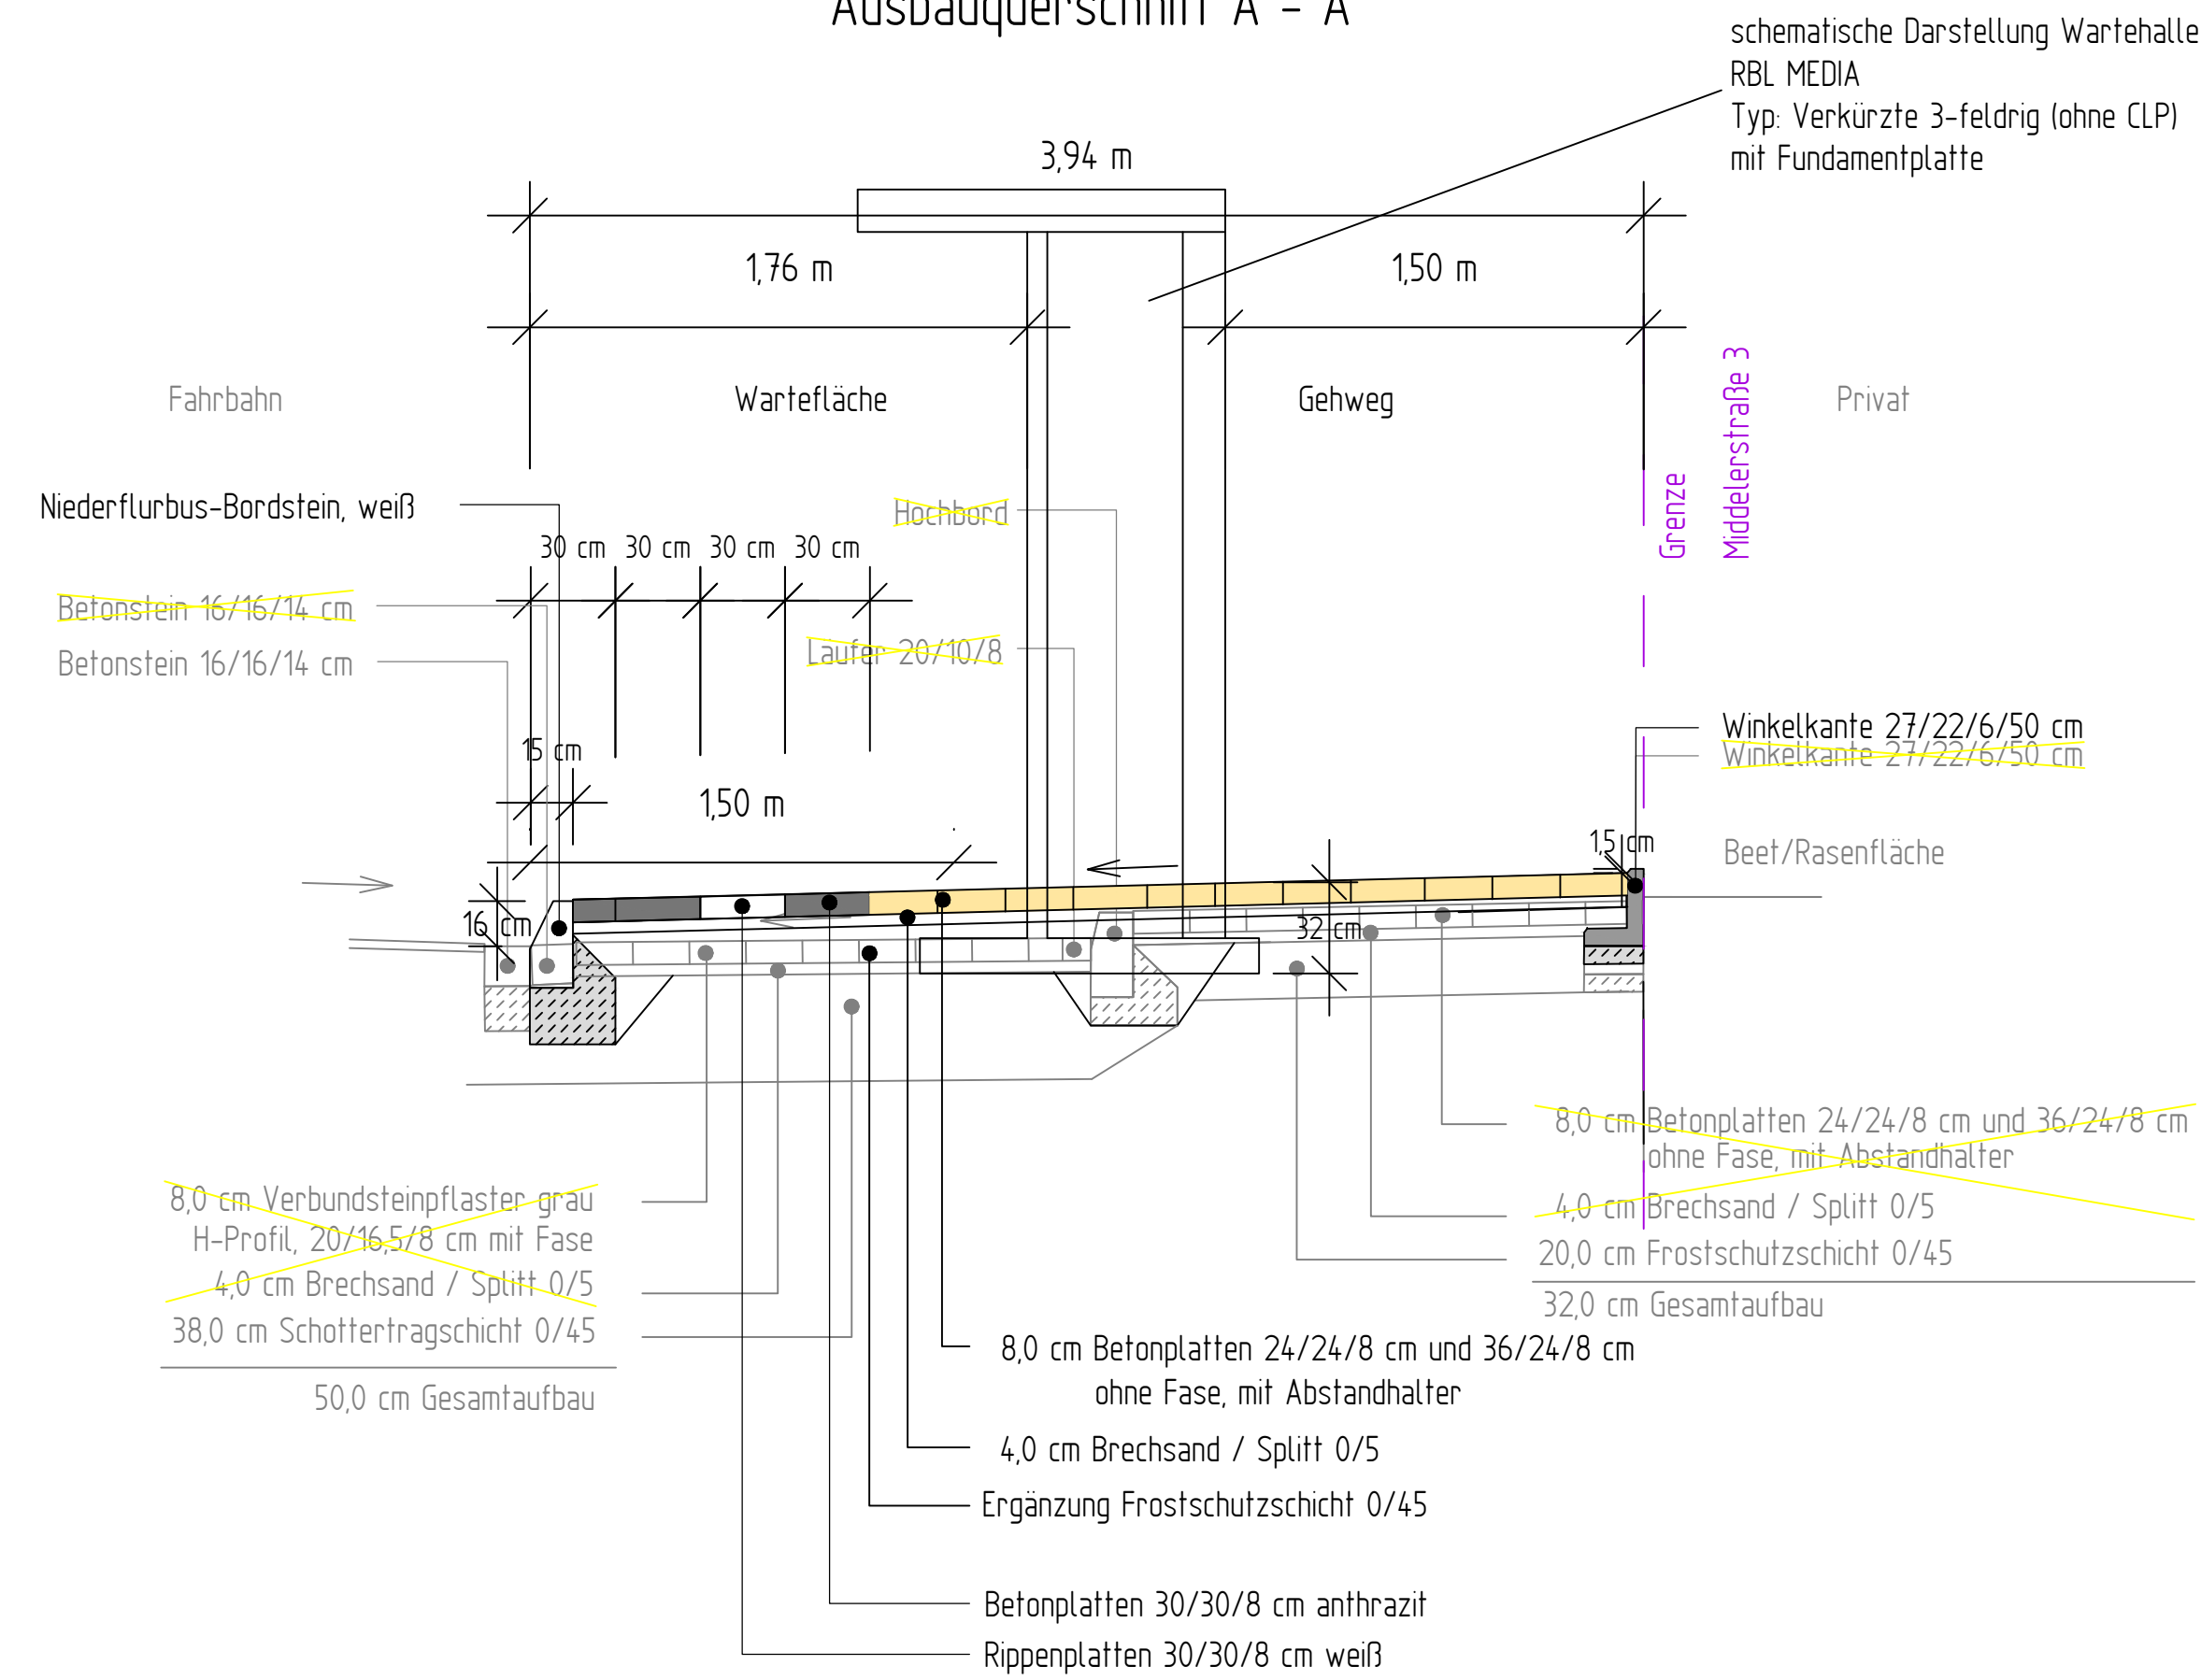 Ausbauquerschnitt A - A
schematische Darstellung Wartehalle
RBL MEDIA
Typ: Verkürzte 3-feldrig (ohne CLP)
mit Fundamentplatte
3,94 m
1,76 m
1,50 m
Fahrbahn
Wartefläche
Gehweg
Privat
Grenze
Middelerstraße 3
Niederflurbus-Bordstein, weiß
Hochbord
30 cm 30 cm 30 cm 30 cm
Betonstein 16/16/14 cm
Läufer 20/10/8
Betonstein 16/16/14 cm
15 cm
1,50 m
Winkelkante 27/22/6/50 cm
Winkelkante 27/22/6/50 cm
1,5 cm
Beet/Rasenfläche
16 cm
32 cm
8,0 cm Betonplatten 24/24/8 cm und 36/24/8 cm
ohne Fase, mit Abstandhalter
4,0 cm Brechsand / Splitt 0/5
20,0 cm Frostschutzschicht 0/45
32,0 cm Gesamtaufbau
8,0 cm Verbundsteinpflaster grau
H-Profil, 20/16,5/8 cm mit Fase
4,0 cm Brechsand / Splitt 0/5
38,0 cm Schottertragschicht 0/45
50,0 cm Gesamtaufbau
8,0 cm Betonplatten 24/24/8 cm und 36/24/8 cm
ohne Fase, mit Abstandhalter
4,0 cm Brechsand / Splitt 0/5
Ergänzung Frostschutzschicht 0/45
Betonplatten 30/30/8 cm anthrazit
Rippenplatten 30/30/8 cm weiß